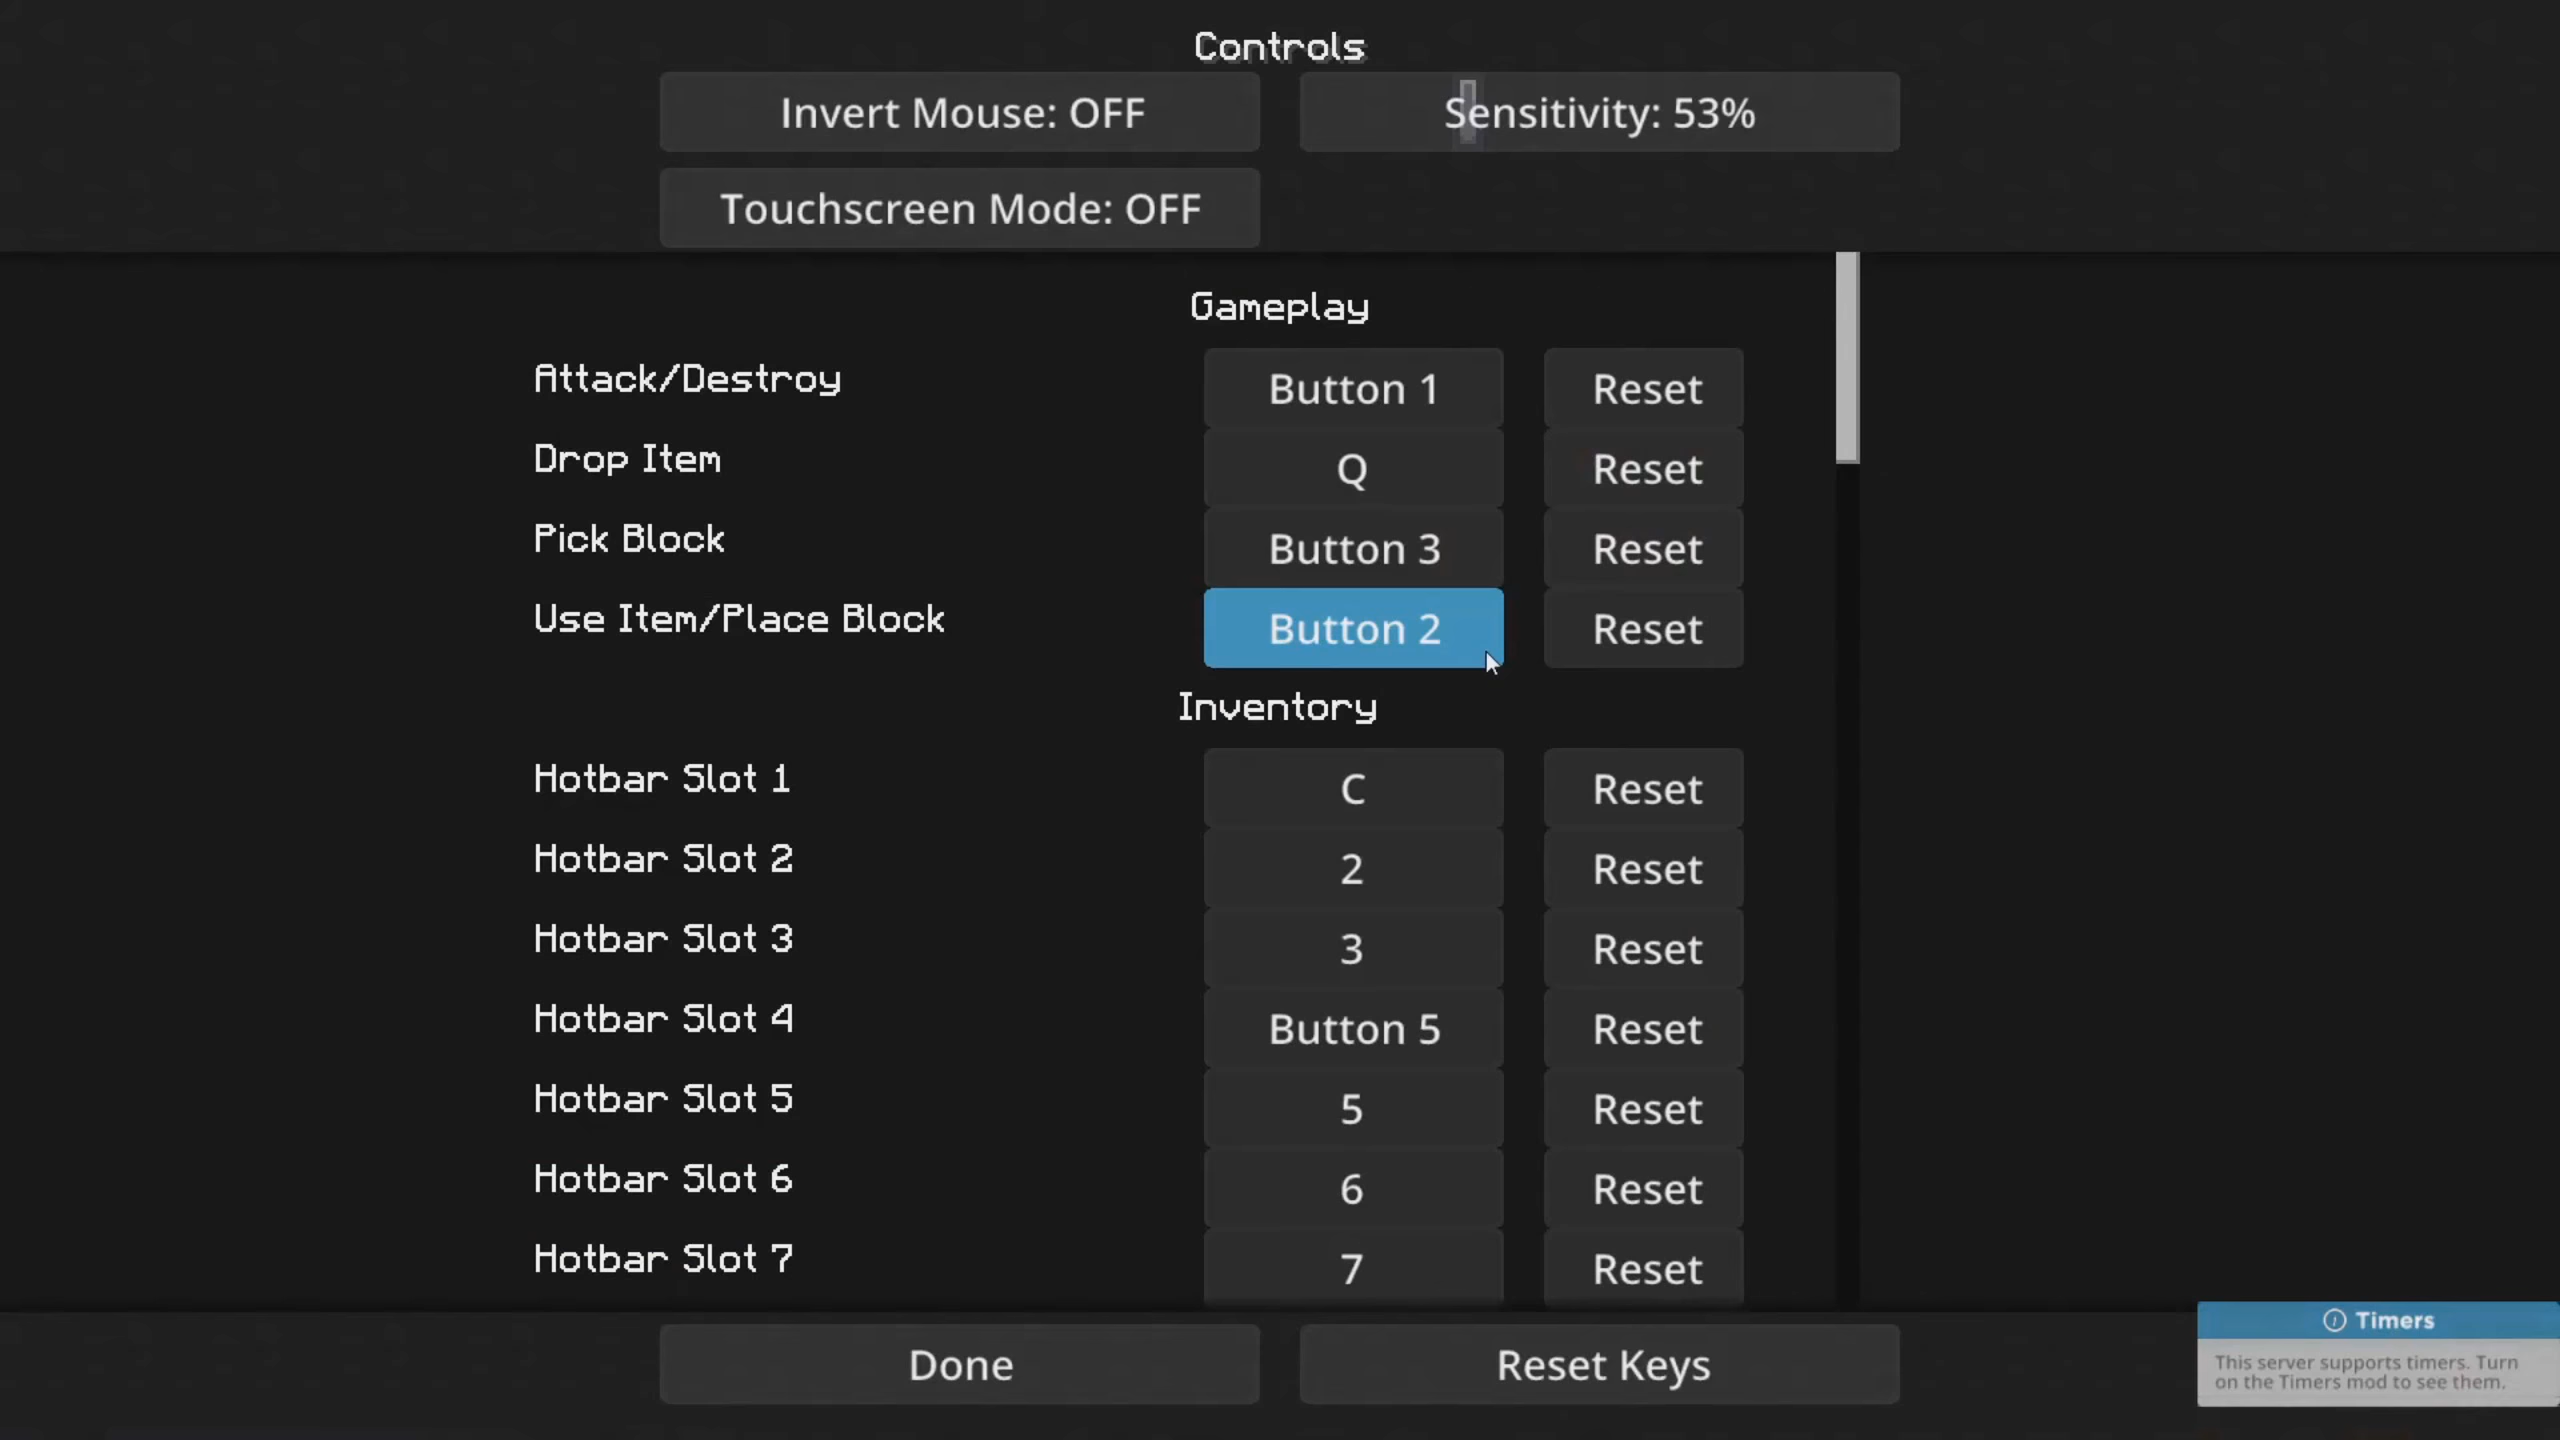 Controls
Invert Mouse: OFF
Sensitivity: 53%
Touchscreen Mode: OFF
Gameplay
Attack/Destroy Button 1 Reset
Drop Item Q Reset
Pick Block Button 3 Reset
Use Item/Place Block Button 2 Reset
Inventory
Hotbar Slot 1 C Reset
Hotbar Slot 2 2 Reset
Hotbar Slot 3 3 Reset
Hotbar Slot 4 Button 5 Reset
Hotbar Slot 5 5 Reset
Hotbar Slot 6 6 Reset
Hotbar Slot 7 7 Reset
Done
Reset Keys
Timers
This server supports timers. Turn
on the Timers mod to see them.